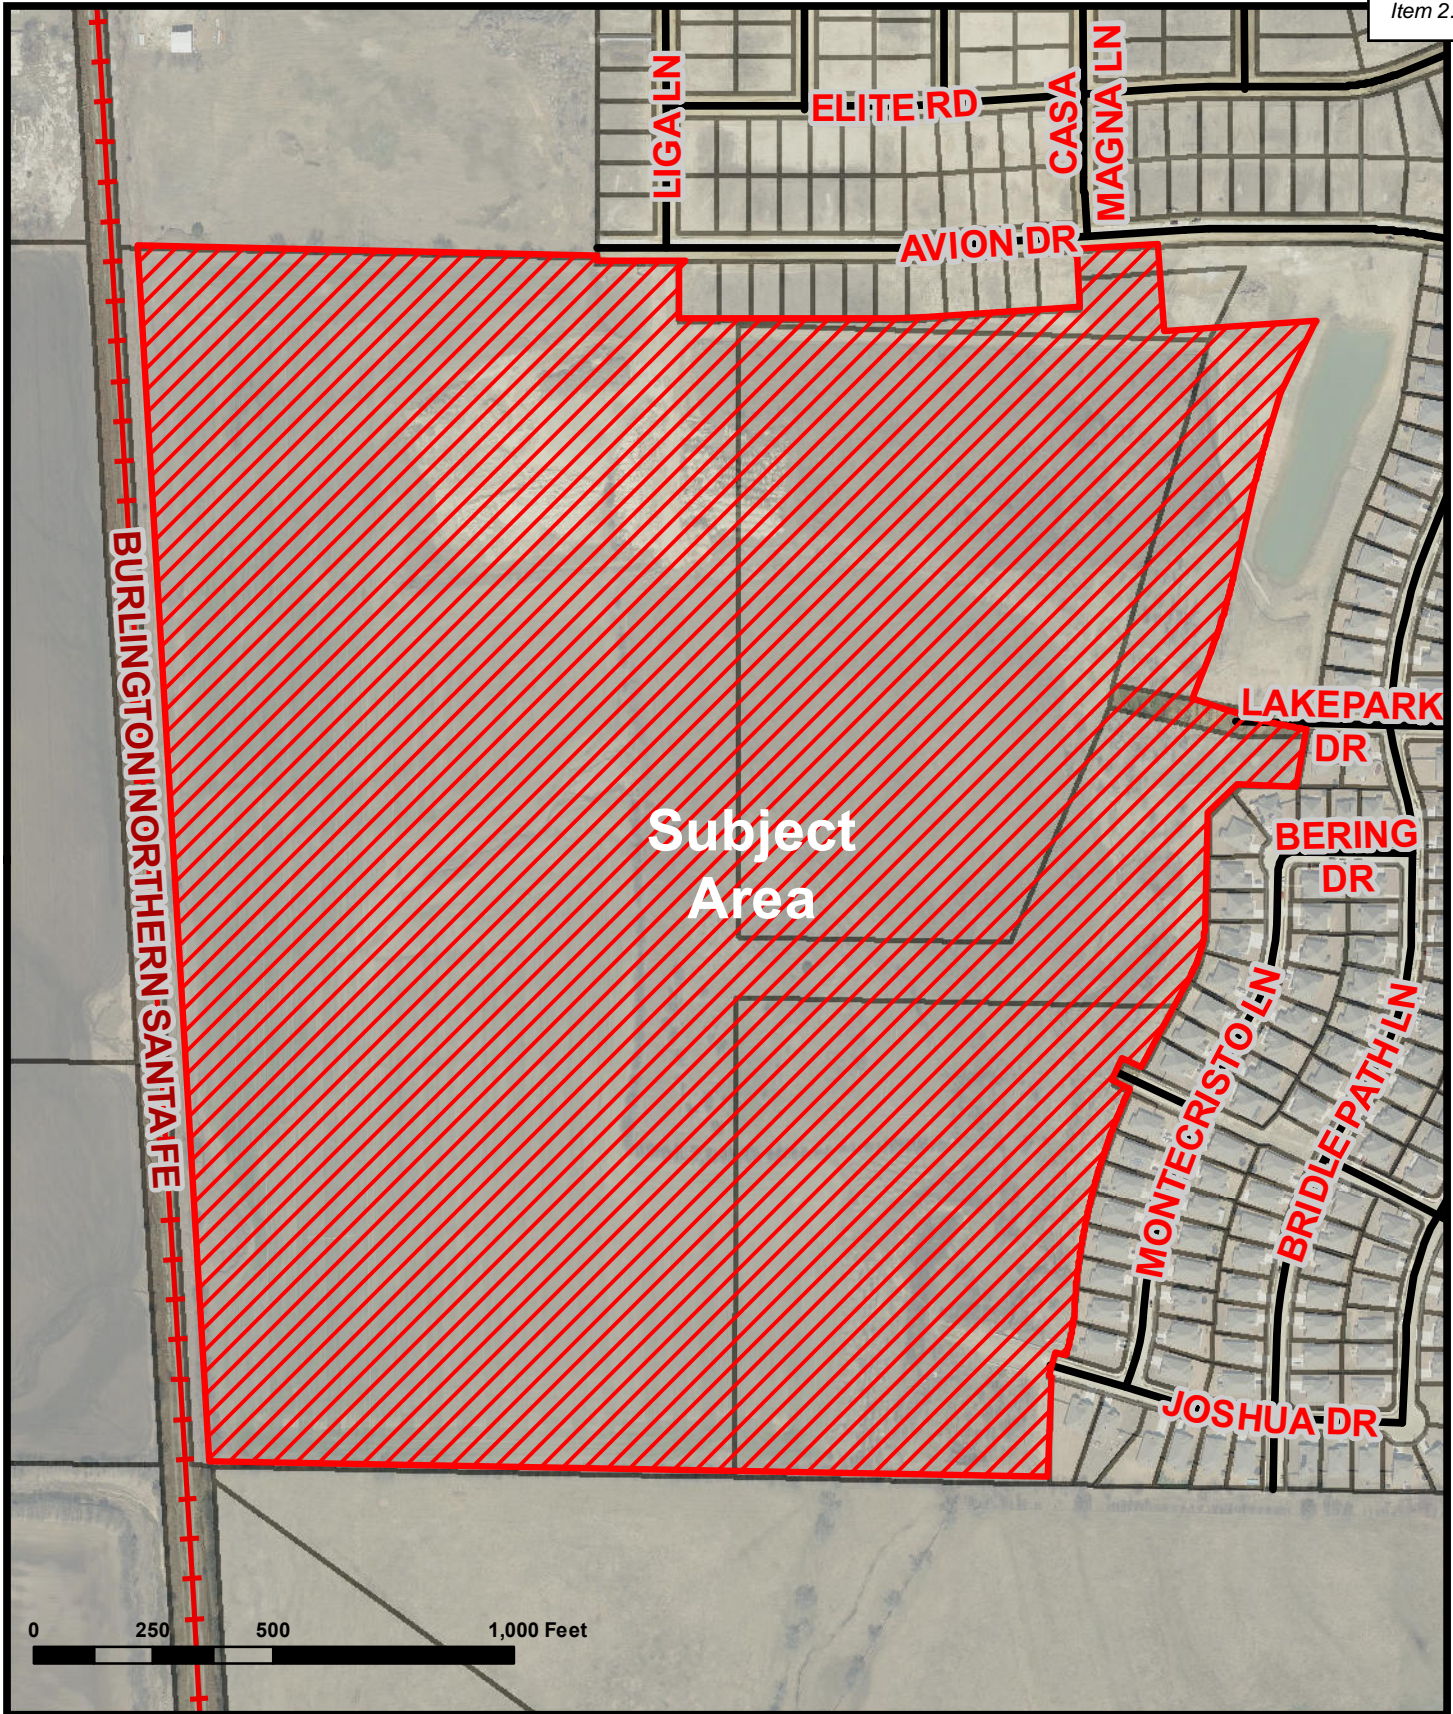 Item 2.
LIGA LN
ELITE RD
CASA
MAGNA LN
AVION DR
BURLINGTON NORTHERN SANTA FE
LAKEPARK
DR
Subject
Area
BERING
DR
MONTECRISTO LN
BRIDLE PATH LN
JOSHUA DR
0 250 500 1,000 Feet